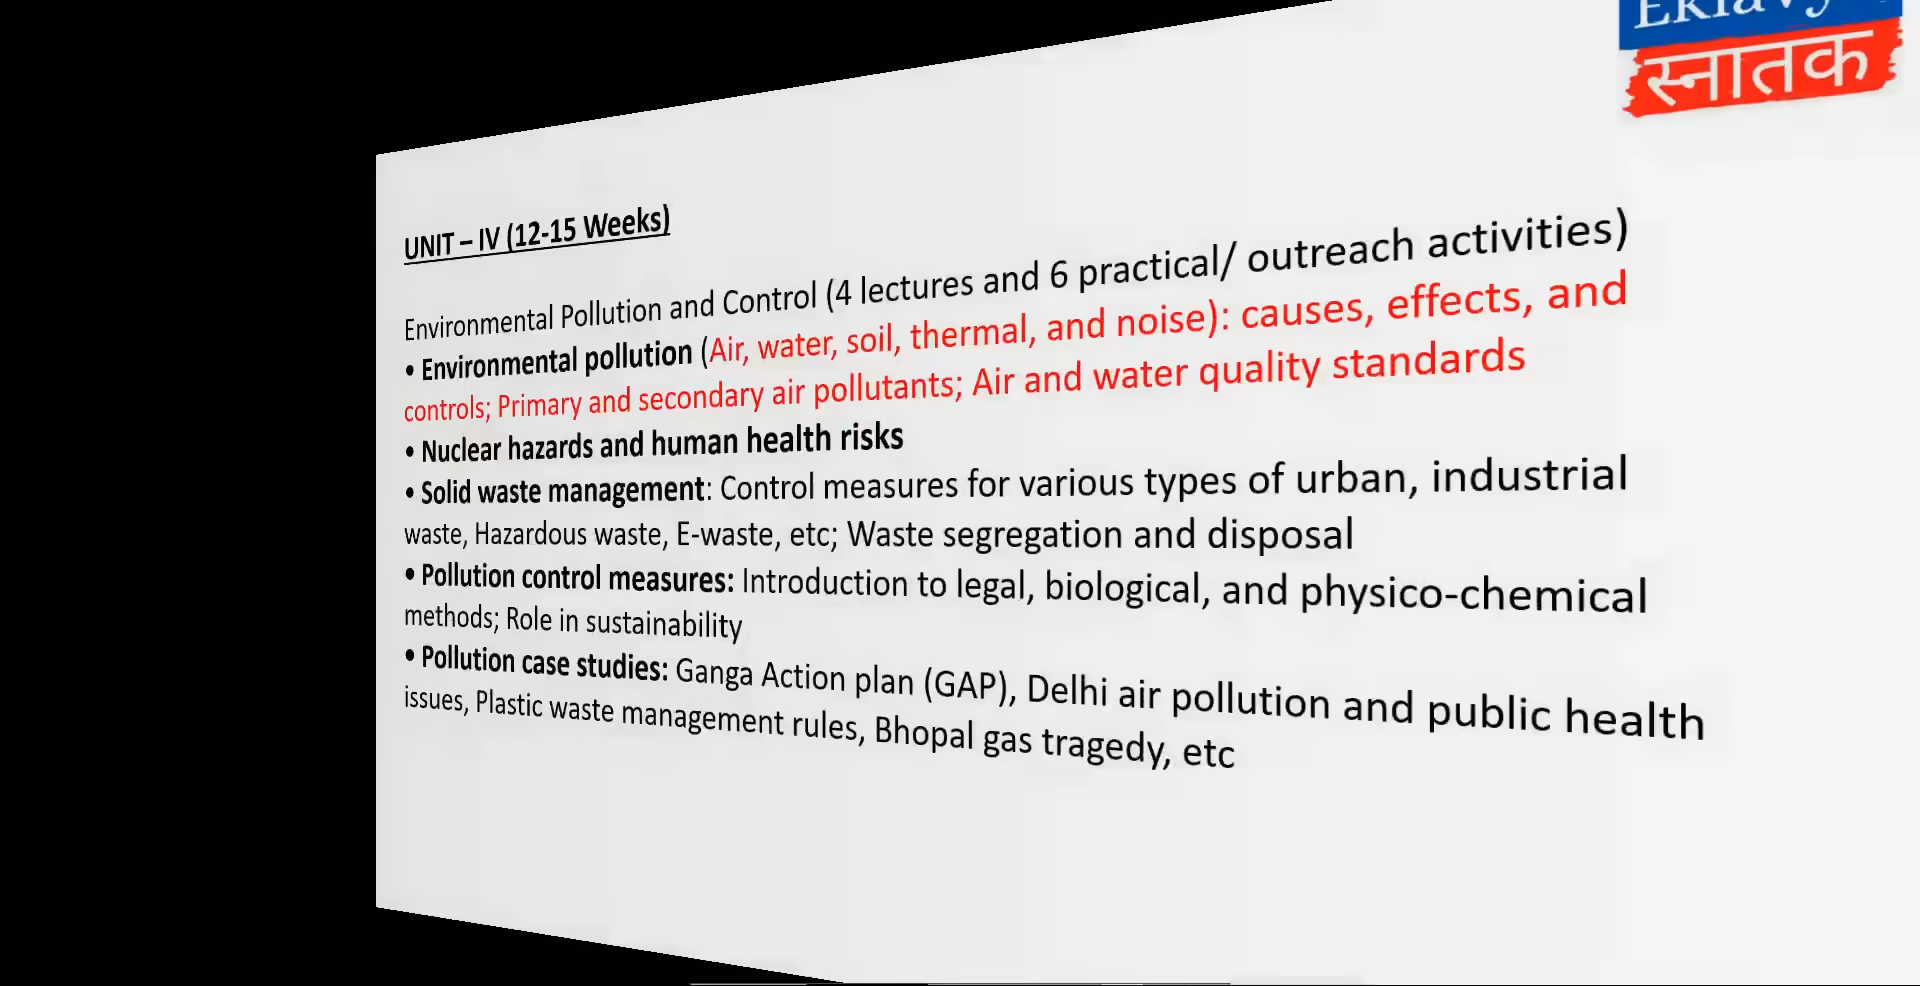 Eklavy
स्नातक
UNIT – IV (12-15 Weeks)
Environmental Pollution and Control (4 lectures and 6 practical/ outreach activities)
• Environmental pollution (Air, water, soil, thermal, and noise): causes, effects, and
controls; Primary and secondary air pollutants; Air and water quality standards
• Nuclear hazards and human health risks
• Solid waste management: Control measures for various types of urban, industrial
waste, Hazardous waste, E-waste, etc; Waste segregation and disposal
• Pollution control measures: Introduction to legal, biological, and physico-chemical
methods; Role in sustainability
• Pollution case studies: Ganga Action plan (GAP), Delhi air pollution and public health
issues, Plastic waste management rules, Bhopal gas tragedy, etc